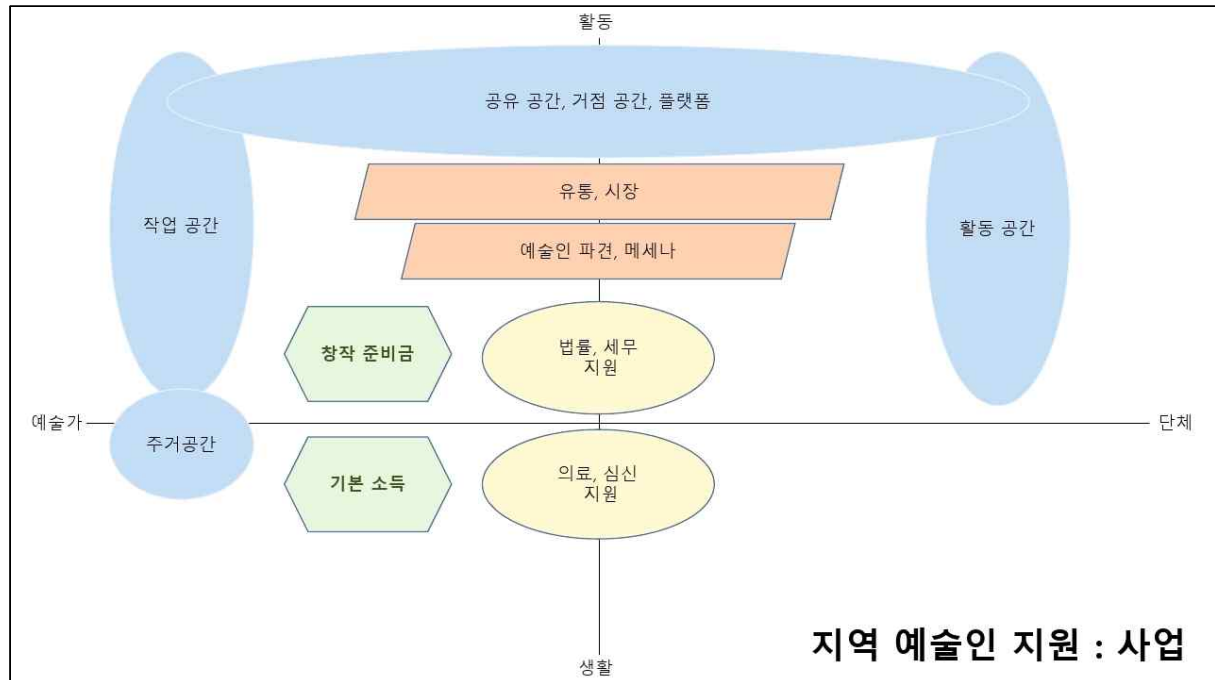 활동
공유 공간, 거점 공간, 플랫폼
유통, 시장
작업 공간
활동 공간
예술인 파견, 메세나
창작 준비금
법률, 세무
지원
예술가
단체
주거공간
기본 소득
의료, 심신
지원
지역 예술인 지원 : 사업
생활